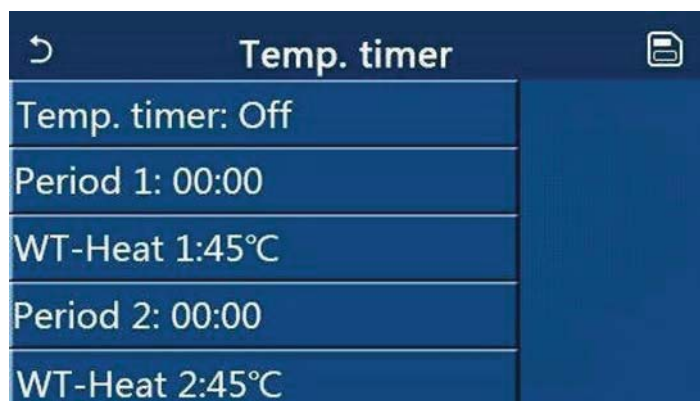 Temp. timer
Temp. timer: Off
Period 1: 00:00
WT-Heat 1:45℃
Period 2: 00:00
WT-Heat 2:45℃